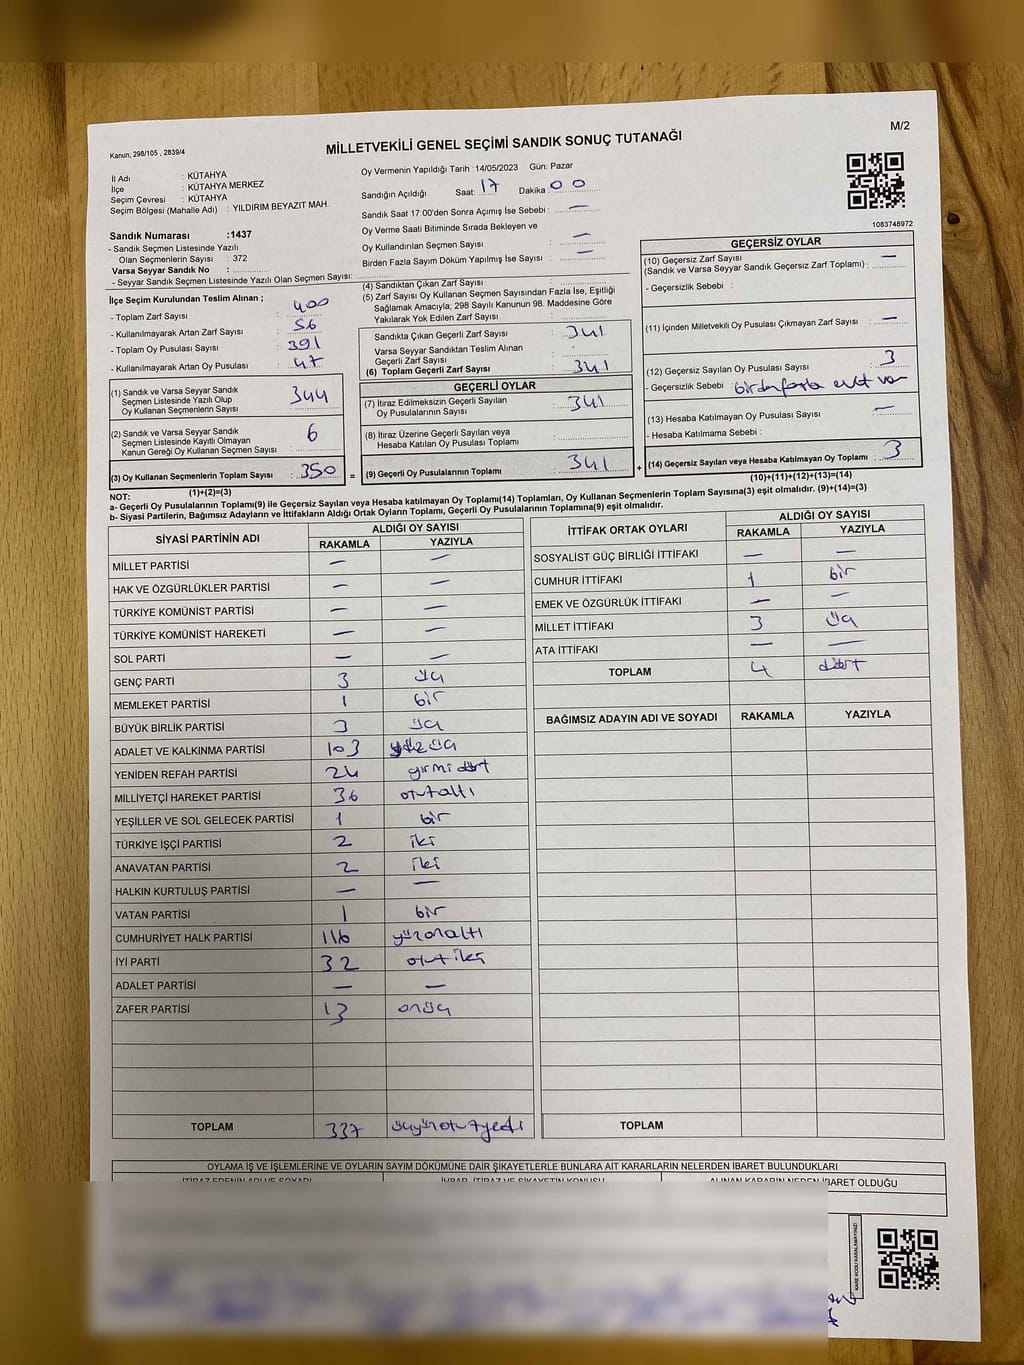 M/2
Kanun; 298/105 , 2839/4
MİLLETVEKİLİ GENEL SEÇİMİ SANDIK SONUÇ TUTANAĞI
İl Adı : KÜTAHYA
İlçe : KÜTAHYA MERKEZ
Seçim Çevresi : KÜTAHYA
Seçim Bölgesi (Mahalle Adı) : YILDIRIM BEYAZIT MAH.
Sandık Numarası :1437
- Sandık Seçmen Listesinde Yazılı
Olan Seçmenlerin Sayısı : 372
Varsa Seyyar Sandık No :
- Seyyar Sandık Seçmen Listesinde Yazılı Olan Seçmen Sayısı:
Oy Vermenin Yapıldığı Tarih : 14/05/2023 Gün: Pazar
Sandığın Açıldığı Saat: 17 Dakika: 00
Sandık Saat 17:00'den Sonra Açımış İse Sebebi : —
Oy Verme Saati Bitiminde Sırada Bekleyen ve
Oy Kullandırılan Seçmen Sayısı : —
Birden Fazla Sayım Döküm Yapılmış İse Sayısı : —
1083748972
İlçe Seçim Kurulundan Teslim Alınan ;
- Toplam Zarf Sayısı : 400
- Kullanılmayarak Artan Zarf Sayısı : 56
- Toplam Oy Pusulası Sayısı : 391
- Kullanılmayarak Artan Oy Pusulası : 47
(1) Sandık ve Varsa Seyyar Sandık
Seçmen Listesinde Yazılı Olup
Oy Kullanan Seçmenlerin Sayısı : 344
(2) Sandık ve Varsa Seyyar Sandık
Seçmen Listesinde Kayıtlı Olmayan
Kanun Gereği Oy Kullanan Seçmen Sayısı : 6
(3) Oy Kullanan Seçmenlerin Toplam Sayısı : 350 =
(1)+(2)=(3)
(4) Sandıktan Çıkan Zarf Sayısı :
(5) Zarf Sayısı Oy Kullanan Seçmen Sayısından Fazla İse, Eşitliği
Sağlamak Amacıyla; 298 Sayılı Kanunun 98. Maddesine Göre
Yakılarak Yok Edilen Zarf Sayısı :
Sandıkta Çıkan Geçerli Zarf Sayısı : 341
Varsa Seyyar Sandıktan Teslim Alınan
Geçerli Zarf Sayısı :
(6) Toplam Geçerli Zarf Sayısı : 341
GEÇERLİ OYLAR
(7) İtiraz Edilmeksizin Geçerli Sayılan
Oy Pusulalarının Sayısı : 341
(8) İtiraz Üzerine Geçerli Sayılan veya
Hesaba Katılan Oy Pusulası Toplamı :
(9) Geçerli Oy Pusulalarının Toplamı : 341 +
GEÇERSİZ OYLAR
(10) Geçersiz Zarf Sayısı
(Sandık ve Varsa Seyyar Sandık Geçersiz Zarf Toplamı) : —
- Geçersizlik Sebebi :
(11) İçinden Milletvekili Oy Pusulası Çıkmayan Zarf Sayısı : —
(12) Geçersiz Sayılan Oy Pusulası Sayısı : 3
- Geçersizlik Sebebi : birden fazla evet var
(13) Hesaba Katılmayan Oy Pusulası Sayısı : —
- Hesaba Katılmama Sebebi :
(14) Geçersiz Sayılan veya Hesaba Katılmayan Oy Toplamı : 3
(10)+(11)+(12)+(13)=(14)
NOT:
a- Geçerli Oy Pusulalarının Toplamı(9) ile Geçersiz Sayılan veya Hesaba katılmayan Oy Toplamı(14) Toplamları, Oy Kullanan Seçmenlerin Toplam Sayısına(3) eşit olmalıdır. (9)+(14)=(3)
b- Siyasi Partilerin, Bağımsız Adayların ve İttifakların Aldığı Ortak Oyların Toplamı, Geçerli Oy Pusulalarının Toplamına(9) eşit olmalıdır.
SİYASİ PARTİNİN ADI ALDIĞI OY SAYISI
RAKAMLA YAZIYLA
MİLLET PARTİSİ — —
HAK VE ÖZGÜRLÜKLER PARTİSİ — —
TÜRKİYE KOMÜNİST PARTİSİ — —
TÜRKİYE KOMÜNİST HAREKETİ — —
SOL PARTİ — —
GENÇ PARTİ 3 üç
MEMLEKET PARTİSİ 1 bir
BÜYÜK BİRLİK PARTİSİ 3 üç
ADALET VE KALKINMA PARTİSİ 103 yüzüç
YENİDEN REFAH PARTİSİ 24 yirmidört
MİLLİYETÇİ HAREKET PARTİSİ 36 otuzaltı
YEŞİLLER VE SOL GELECEK PARTİSİ 1 bir
TÜRKİYE İŞÇİ PARTİSİ 2 iki
ANAVATAN PARTİSİ 2 iki
HALKIN KURTULUŞ PARTİSİ — —
VATAN PARTİSİ 1 bir
CUMHURİYET HALK PARTİSİ 116 yüzonaltı
İYİ PARTİ 32 otuziki
ADALET PARTİSİ — —
ZAFER PARTİSİ 13 onüç
TOPLAM 337 üçyüzotuzyedi
İTTİFAK ORTAK OYLARI ALDIĞI OY SAYISI
RAKAMLA YAZIYLA
SOSYALİST GÜÇ BİRLİĞİ İTTİFAKI — —
CUMHUR İTTİFAKI 1 bir
EMEK VE ÖZGÜRLÜK İTTİFAKI — —
MİLLET İTTİFAKI 3 üç
ATA İTTİFAKI — —
TOPLAM 4 dört
BAĞIMSIZ ADAYIN ADI VE SOYADI RAKAMLA YAZIYLA
TOPLAM
OYLAMA İŞ VE İŞLEMLERİNE VE OYLARIN SAYIM DÖKÜMÜNE DAİR ŞİKAYETLERLE BUNLARA AİT KARARLARIN NELERDEN İBARET BULUNDUKLARI
İTİRAZ EDENİN ADI VE SOYADI İHBAR, İTİRAZ VE ŞİKAYETİN KONUSU ALINAN KARARIN NEDEN İBARET OLDUĞU
KARE KODU KARALAMAYINIZ!